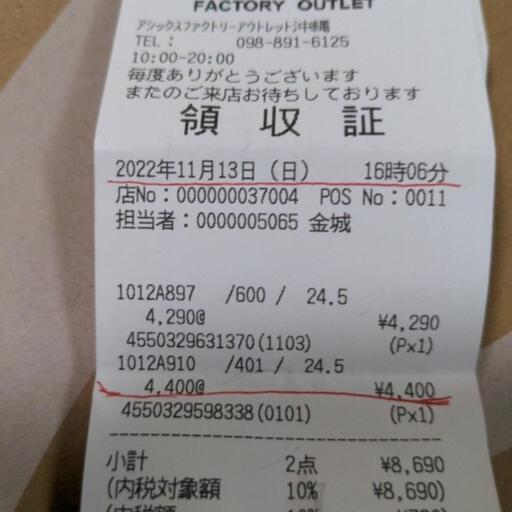 FACTORY OUTLET
アシックスファクトリーアウトレット沖縄
TEL： 098-891-6125
10:00-20:00
毎度ありがとうございます
またのご来店お待ちしております
領 収 証
2022年11月13日（日） 16時06分
店No：000000037004 POS No：0011
担当者：0000005065 金城
1012A897 /600 / 24.5
4,290@ ¥4,290
4550329631370(1103) (Px1)
1012A910 /401 / 24.5
4,400@ ¥4,400
4550329598338(0101) (Px1)
小計 2点 ¥8,690
(内税対象額 10% ¥8,690)